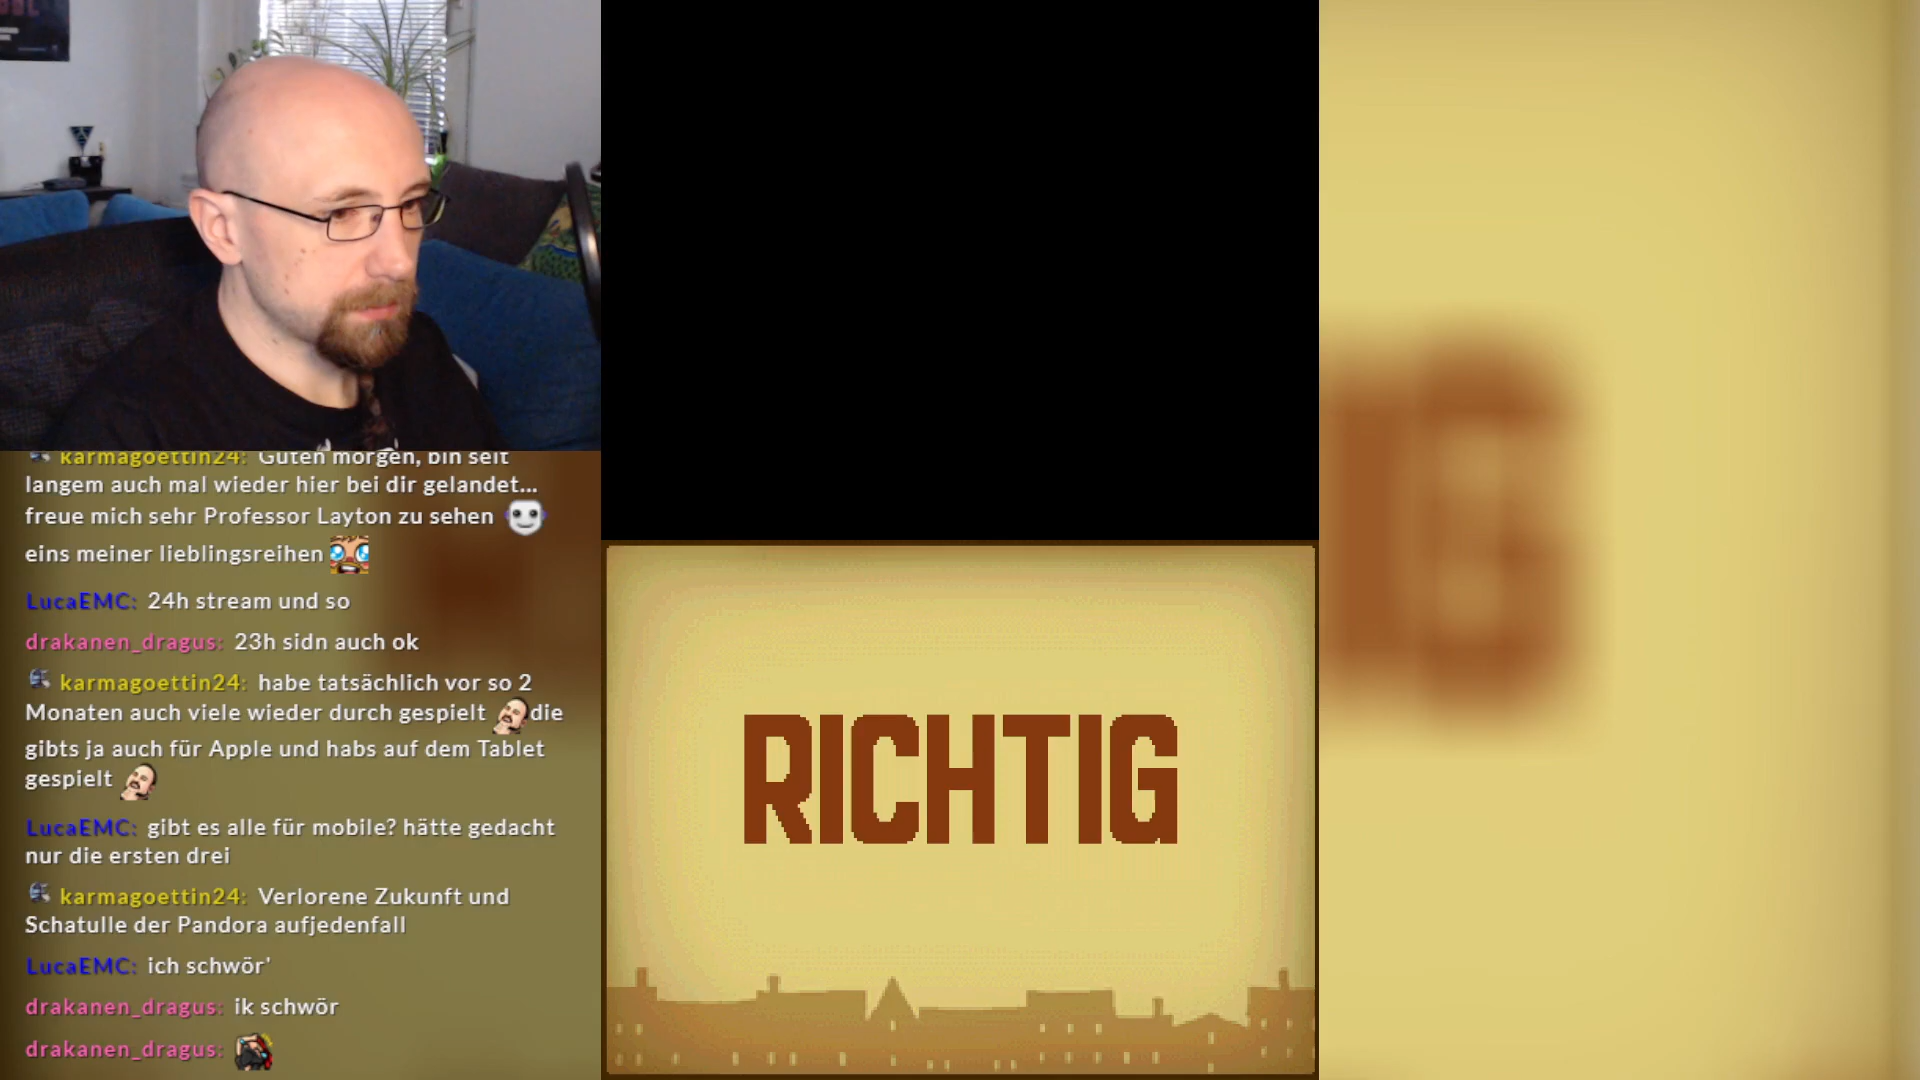 karmagoettin24: Guten morgen, bin seit
langem auch mal wieder hier bei dir gelandet...
freue mich sehr Professor Layton zu sehen
eins meiner lieblingsreihen
LucaEMC: 24h stream und so
drakanen_dragus: 23h sidn auch ok
karmagoettin24: habe tatsächlich vor so 2
Monaten auch viele wieder durch gespielt die
gibts ja auch für Apple und habs auf dem Tablet
gespielt
LucaEMC: gibt es alle für mobile? hätte gedacht
nur die ersten drei
karmagoettin24: Verlorene Zukunft und
Schatulle der Pandora aufjedenfall
LucaEMC: ich schwör'
drakanen_dragus: ik schwör
drakanen_dragus:
RICHTIG